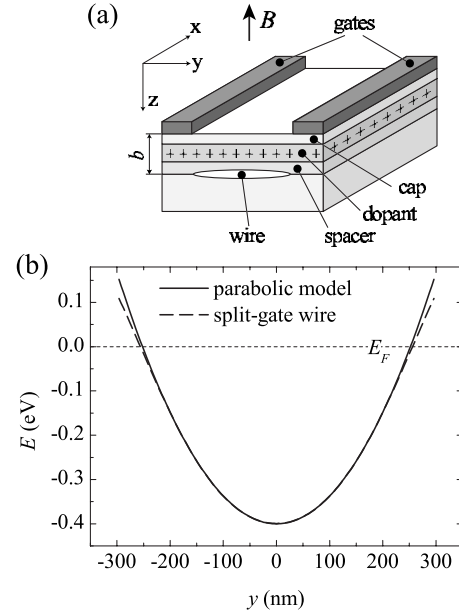 (a)
B
gates
x
y
z
b
cap
dopant
spacer
wire
(b)
parabolic model
split-gate wire
E_F
0.1
0.0
-0.1
-0.2
-0.3
-0.4
E (eV)
-300 -200 -100 0 100 200 300
y (nm)